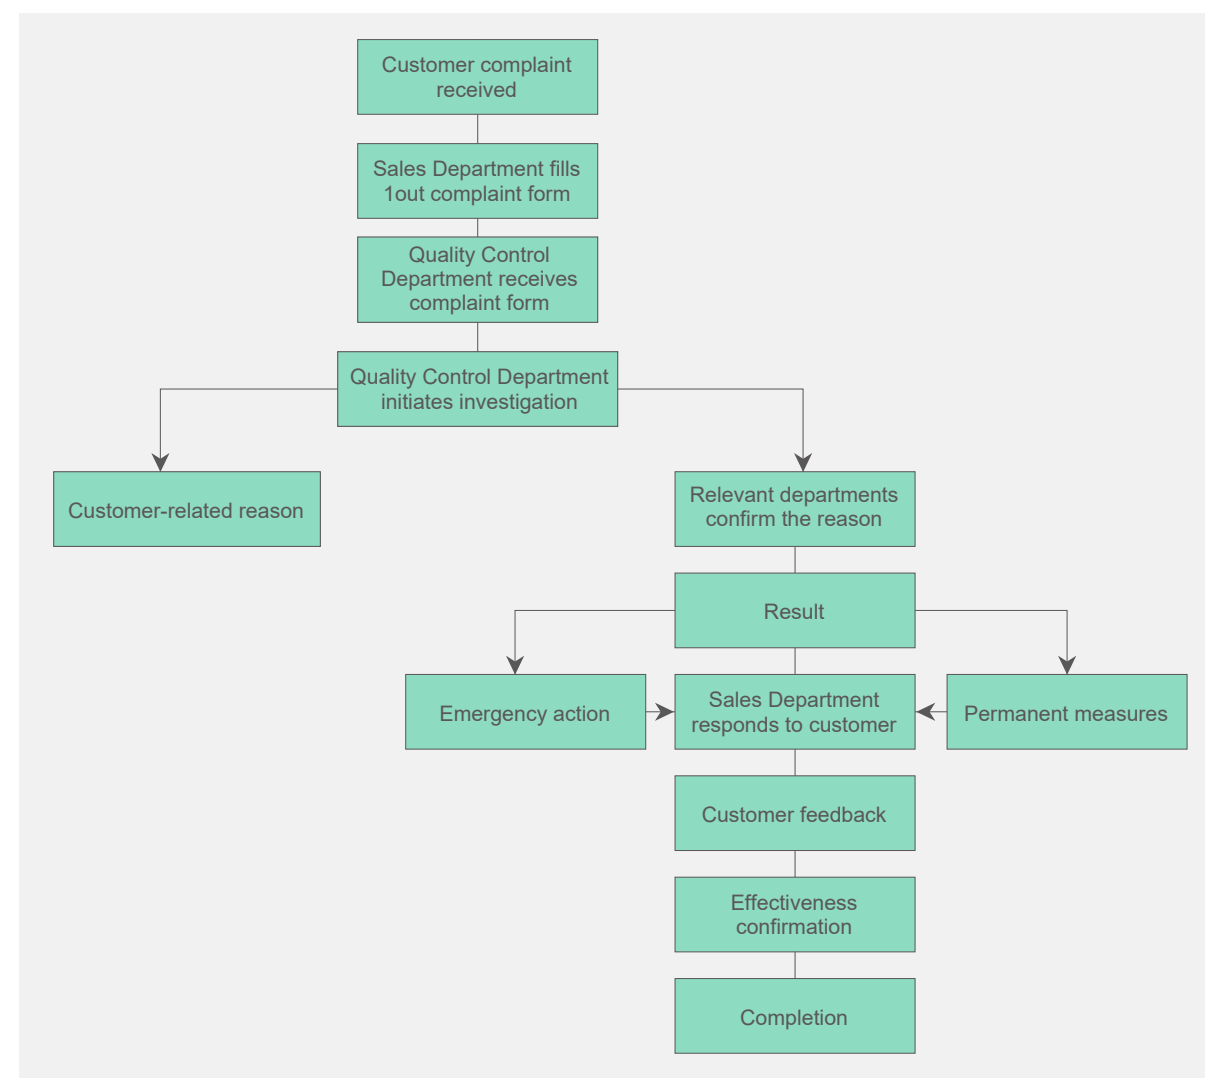 Customer complaint
received
Sales Department fills
1out complaint form
Quality Control
Department receives
complaint form
Quality Control Department
initiates investigation
Customer-related reason
Relevant departments
confirm the reason
Result
Emergency action
Sales Department
responds to customer
Permanent measures
Customer feedback
Effectiveness
confirmation
Completion